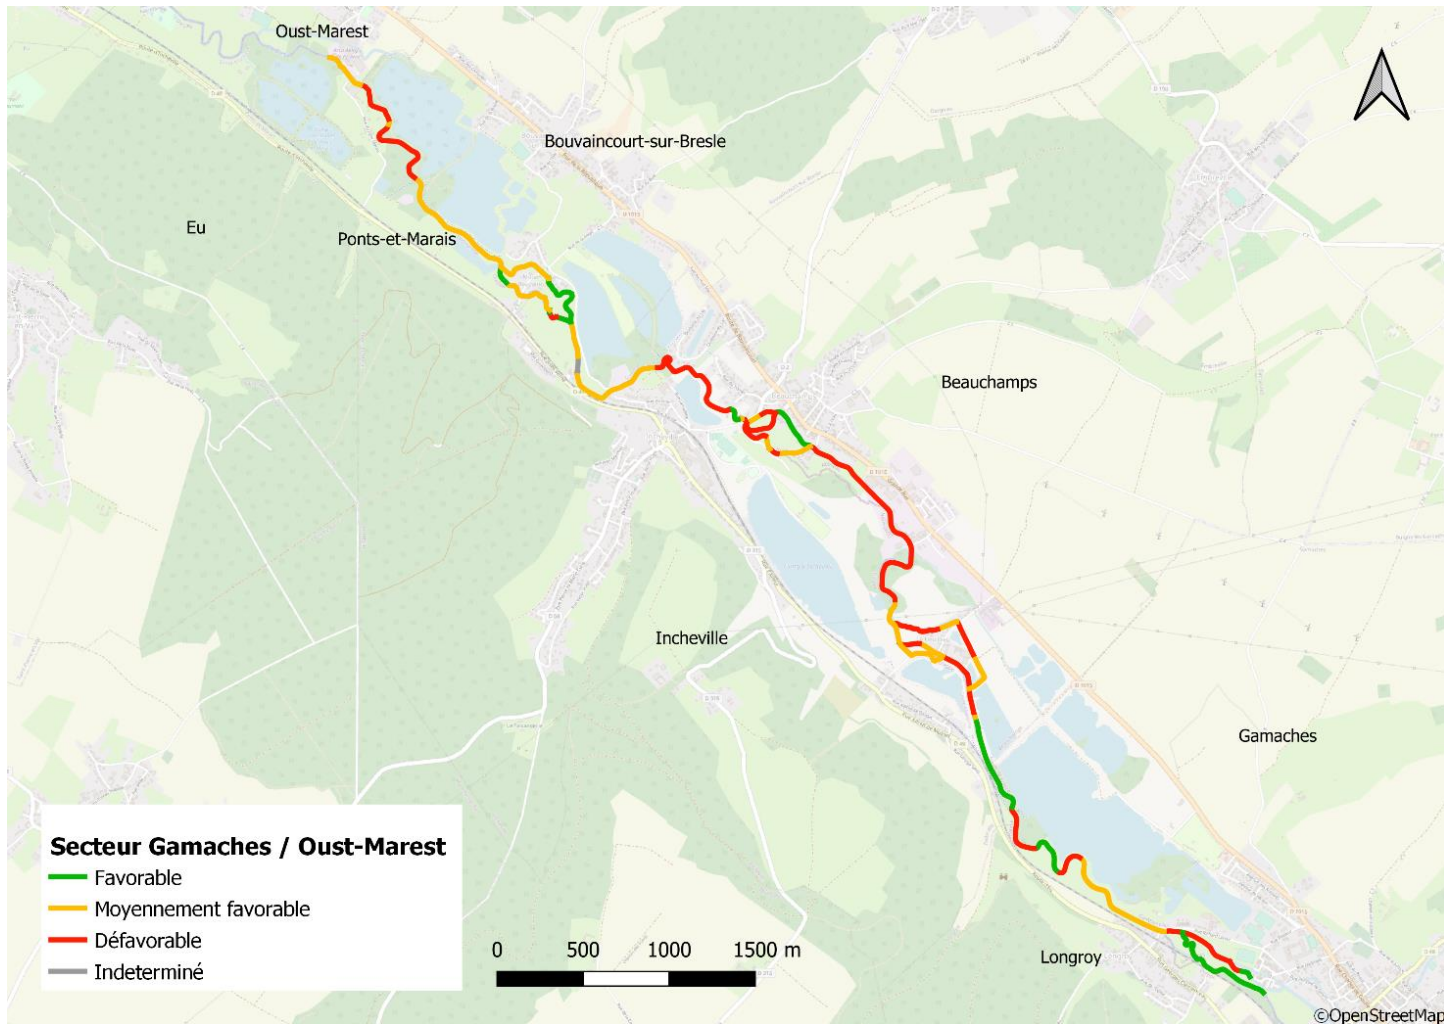 Oust-Marest
Bouvaincourt-sur-Bresle
Eu
Ponts-et-Marais
Beauchamps
Incheville
Gamaches
Longroy
Secteur Gamaches / Oust-Marest
Favorable
Moyennement favorable
Défavorable
Indeterminé
0 500 1000 1500 m
©OpenStreetMap